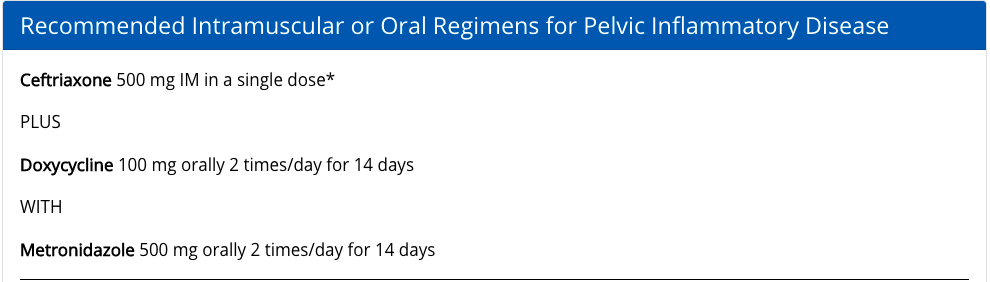 Recommended Intramuscular or Oral Regimens for Pelvic Inflammatory Disease
Ceftriaxone 500 mg IM in a single dose*
PLUS
Doxycycline 100 mg orally 2 times/day for 14 days
WITH
Metronidazole 500 mg orally 2 times/day for 14 days